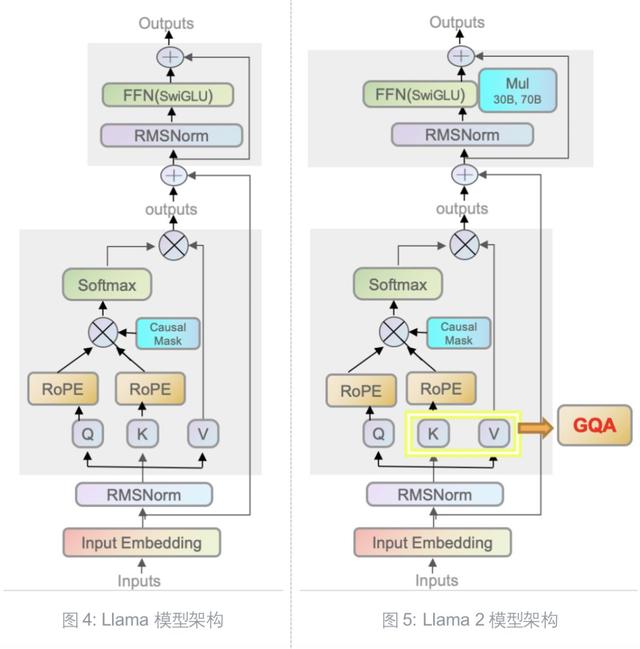 Outputs
FFN(SwiGLU)
RMSNorm
outputs
Softmax
Causal
Mask
RoPE
RoPE
Q
K
V
RMSNorm
Input Embedding
Inputs
图 4: Llama 模型架构
Outputs
FFN(SwiGLU)
Mul
30B, 70B
RMSNorm
outputs
Softmax
Causal
Mask
RoPE
RoPE
Q
K
V
GQA
RMSNorm
Input Embedding
Inputs
图 5: Llama 2 模型架构